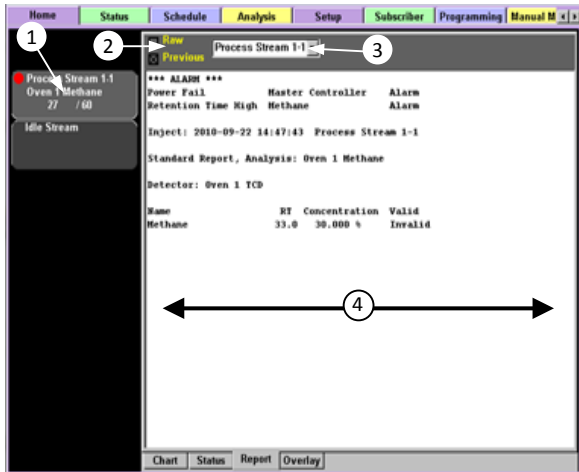 Home Status Schedule Analysis Setup Subscriber Programming Manual M
1
2
Raw
Previous
Process Stream 1-1
3
Process Stream 1-1
Oven 1 Methane
27 / 60
Idle Stream
*** ALARM ***
Power Fail Master Controller Alarm
Retention Time High Methane Alarm
Inject: 2010-09-22 14:47:43 Process Stream 1-1
Standard Report, Analysis: Oven 1 Methane
Detector: Oven 1 TCD
Name RT Concentration Valid
Methane 33.0 30.000 % Invalid
4
Chart Status Report Overlay